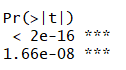 Pr(>|t|)
< 2e-16 ***
1.66e-08 ***